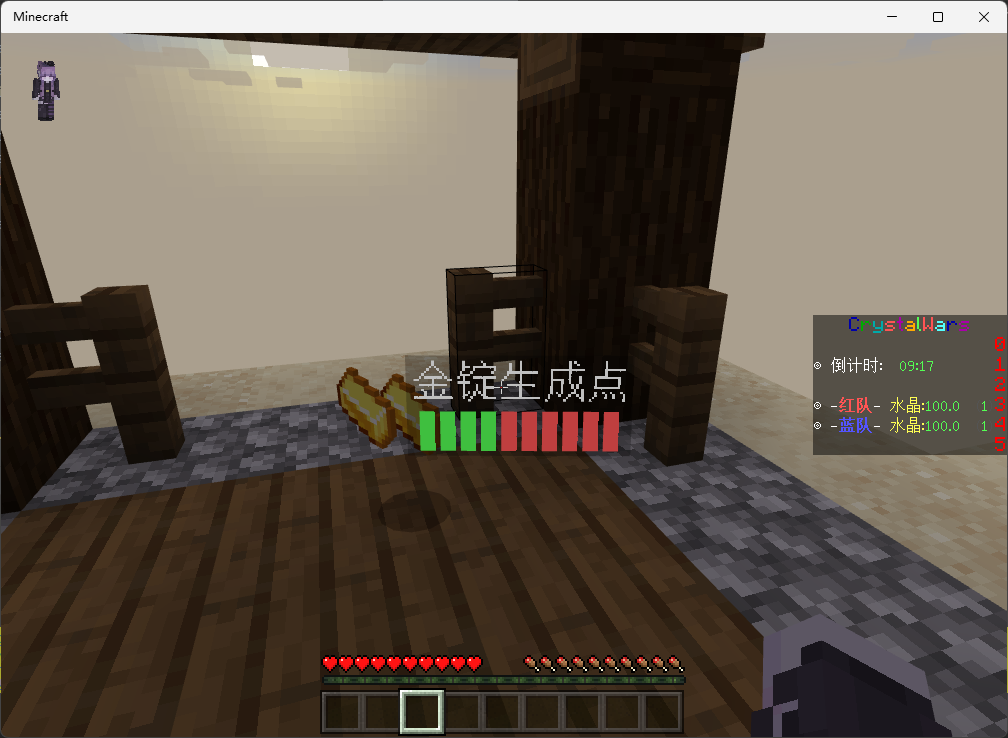 Minecraft
金锭生成点
CrystalWars
0
1
倒计时: 09:17
2
-红队- 水晶:100.0 1 3
-蓝队- 水晶:100.0 1 4
5